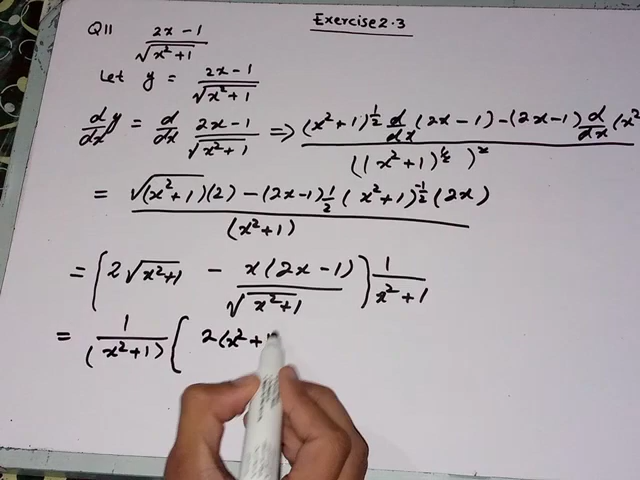 Exercise 2.3
Q11 (2x-1)/√(x²+1)
Let y = (2x-1)/√(x²+1)
d/dx y = d/dx (2x-1)/√(x²+1) => ((x²+1)^(1/2) d/dx (2x-1) - (2x-1) d/dx (x²)/((x²+1)^(1/2))²
= (√(x²+1)(2) - (2x-1) 1/2 (x²+1)^(-1/2) (2x))/(x²+1)
= (2√(x²+1) - x(2x-1)/√(x²+1)) 1/(x²+1)
= 1/(x²+1) ( 2(x²+1